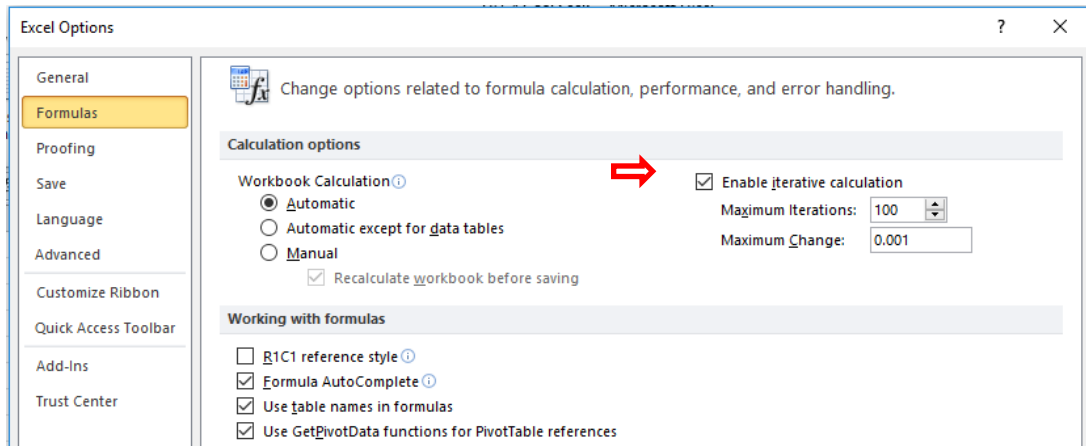 Excel Options
?
General
Formulas
Proofing
Save
Language
Advanced
Customize Ribbon
Quick Access Toolbar
Add-Ins
Trust Center
Change options related to formula calculation, performance, and error handling.
Calculation options
Workbook Calculation
Automatic
Automatic except for data tables
Manual
Recalculate workbook before saving
Enable iterative calculation
Maximum Iterations: 100
Maximum Change: 0.001
Working with formulas
R1C1 reference style
Formula AutoComplete
Use table names in formulas
Use GetPivotData functions for PivotTable references